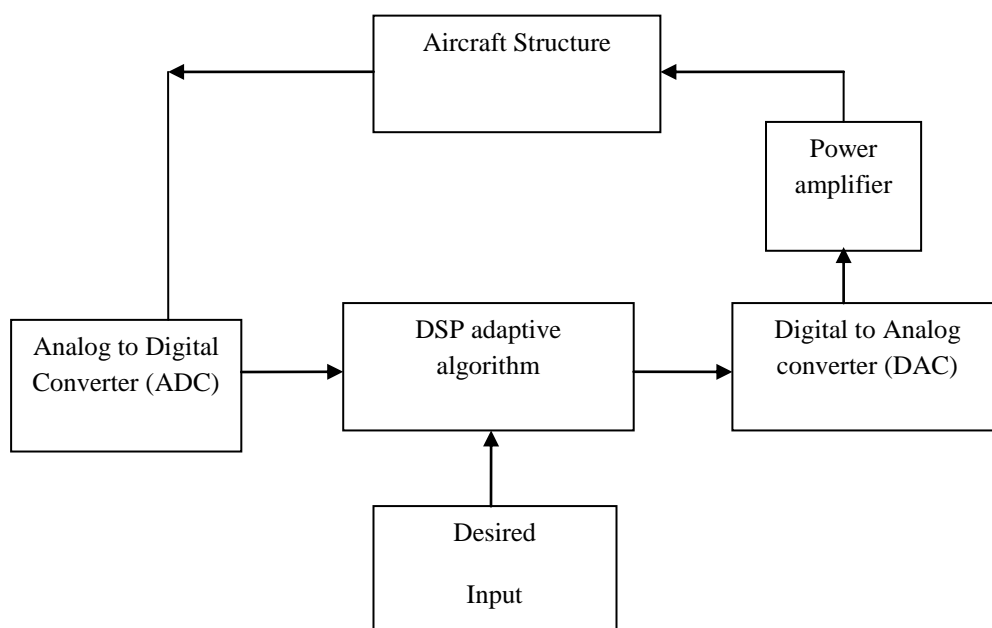 Aircraft Structure
Power
amplifier
Analog to Digital
Converter (ADC)
DSP adaptive
algorithm
Digital to Analog
converter (DAC)
Desired
Input